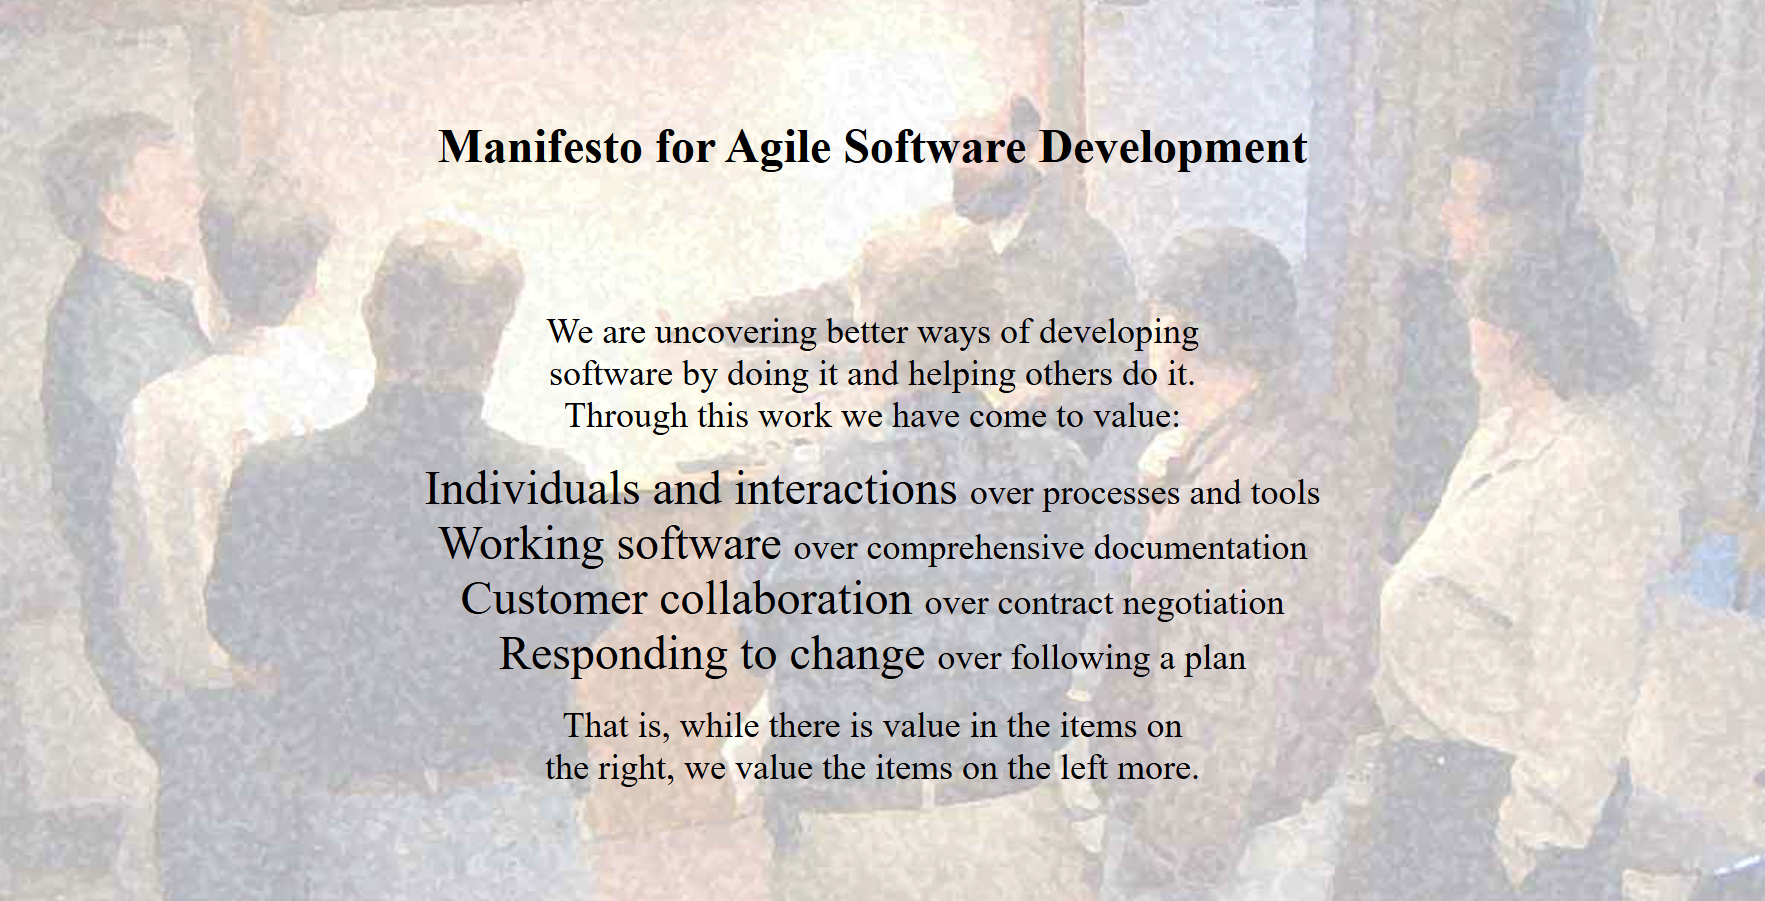 Manifesto for Agile Software Development
We are uncovering better ways of developing
software by doing it and helping others do it.
Through this work we have come to value:
Individuals and interactions over processes and tools
Working software over comprehensive documentation
Customer collaboration over contract negotiation
Responding to change over following a plan
That is, while there is value in the items on
the right, we value the items on the left more.